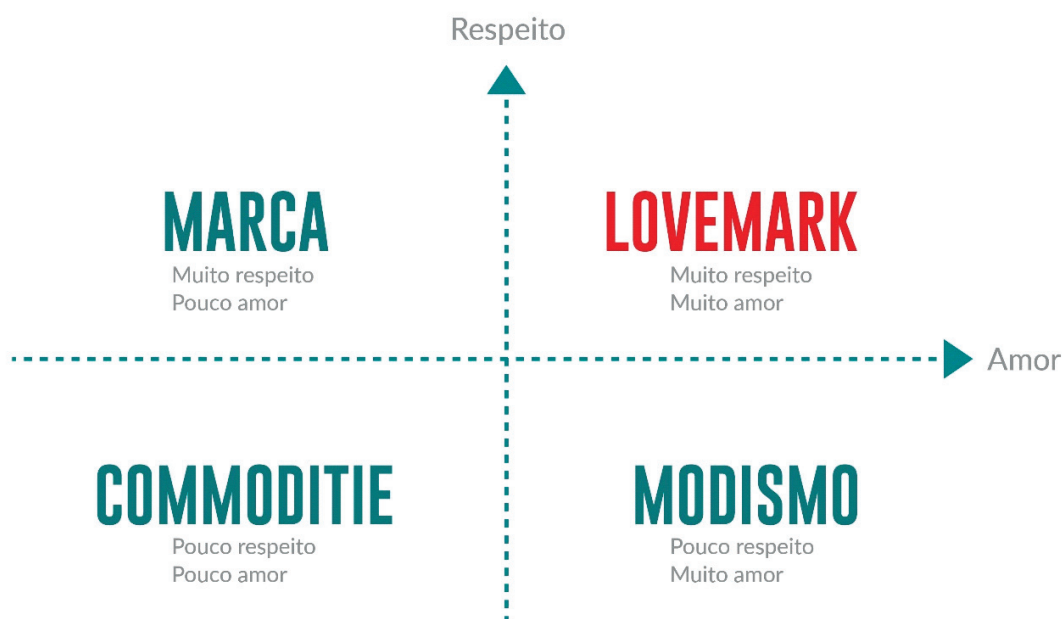 Respeito
MARCA
Muito respeito
Pouco amor
LOVEMARK
Muito respeito
Muito amor
Amor
COMMODITIE
Pouco respeito
Pouco amor
MODISMO
Pouco respeito
Muito amor